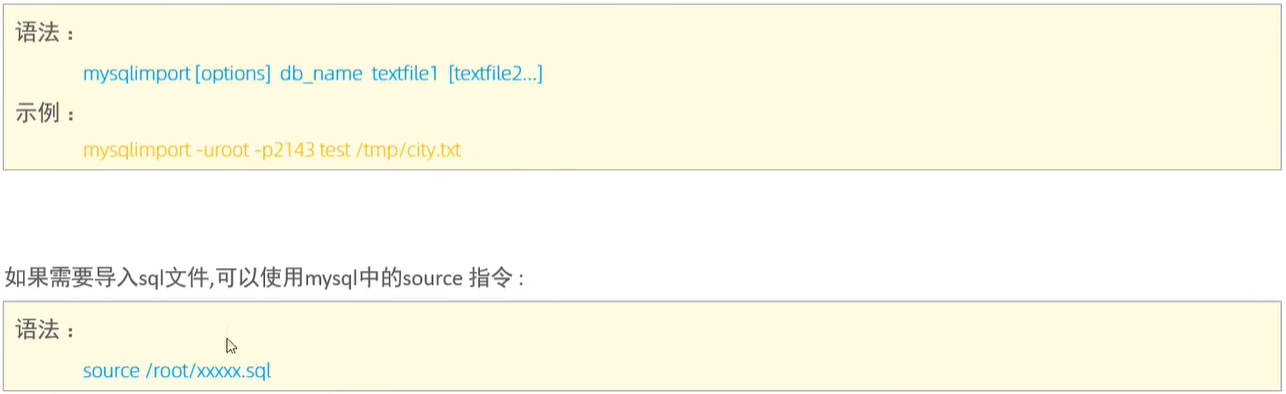 语法：
mysqlimport [options] db_name textfile1 [textfile2...]
示例：
mysqlimport -uroot -p2143 test /tmp/city.txt
如果需要导入sql文件,可以使用mysql中的source 指令 :
语法：
source /root/xxxxx.sql